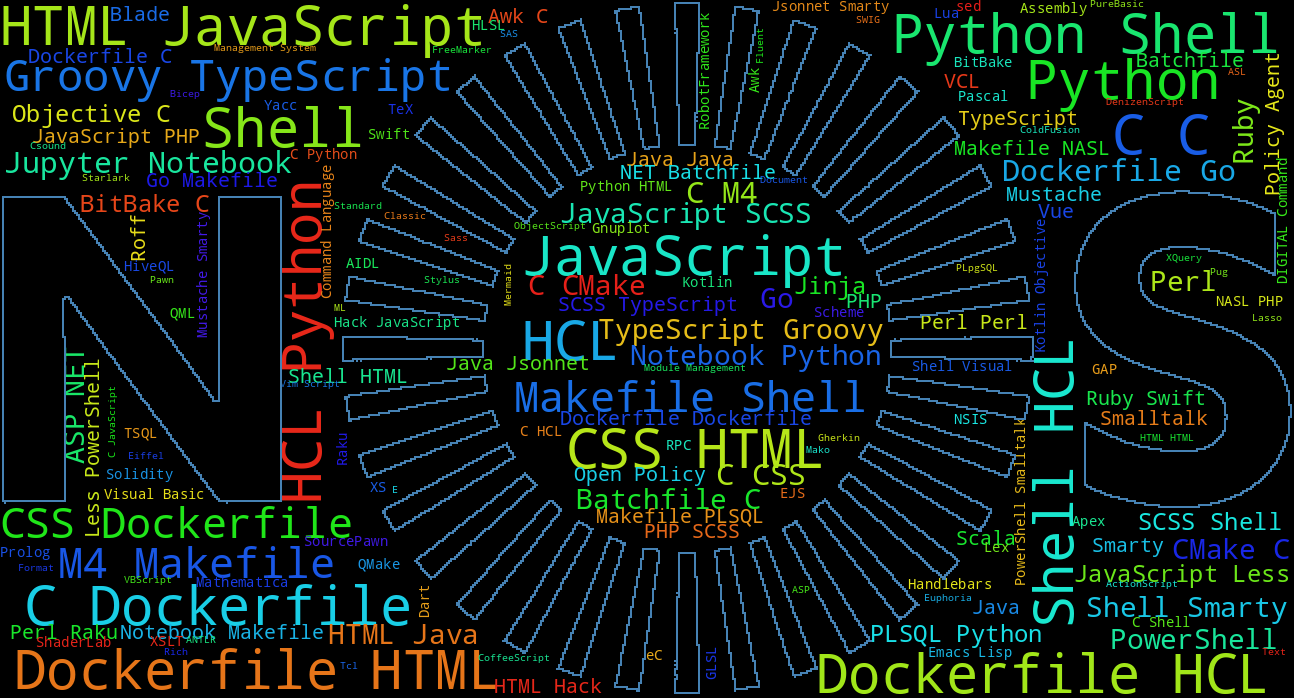 HTML JavaScript
Blade
Awk C
HLSL
SAS
Jsonnet Smarty
SWIG
Lua
sed
Assembly
PureBasic
Python Shell
Management System
FreeMarker
Dockerfile C
Groovy TypeScript
Robotframework
Awk
Fluent
BitBake
Batchfile
ASL
VCL
Python
Policy Agent
Bicep
Pascal
DenizenScript
Objective C
Yacc
TeX
Shell
Swift
TypeScript
ColdFusion
C C
Ruby
JavaScript PHP
Csound
C Python
Makefile NASL
Jupyter Notebook
Java Java
NET Batchfile
Document
Dockerfile Go
Starlark
Go Makefile
Python HTML
C M4
Mustache
DIGITAL Command
BitBake C
Command Language
Standard
Classic
JavaScript SCSS
Vue
Roff
Mustache Smarty
HCL Python
ObjectScript
Gnuplot
Sass
JavaScript
Kotlin Objective
XQuery
HiveQL
AIDL
Mermaid
PLpgSQL
Pug
Pawn
Stylus
C CMake
Kotlin
Jinja
Perl
QML
ML
SCSS TypeScript
Go
PHP
NASL PHP
Scheme
Lasso
Hack JavaScript
HCL
TypeScript Groovy
Perl Perl
ASP NET
Java Jsonnet
Notebook Python
Module Management
Shell Visual
GAP
Less PowerShell
Shell HTML
Vim Script
Makefile Shell
Shell HCL
Ruby Swift
C JavaScript
Dockerfile Dockerfile
NSIS
Smalltalk
TSQL
C HCL
CSS HTML
RPC
Gherkin
Mako
HTML HTML
Eiffel
Raku
PowerShell Smalltalk
Solidity
Open Policy
C CSS
Visual Basic
XS
E
Batchfile C
EJS
CSS Dockerfile
Makefile PLSQL
Apex
SCSS Shell
PHP SCSS
SourcePawn
Scala
Lex
Smarty
CMake C
Prolog
Format
M4 Makefile
QMake
JavaScript Less
VBScript
Mathematica
Handlebars
ActionScript
ASP
Euphoria
C Dockerfile
Dart
Java
Shell Smarty
C Shell
Perl Raku
Notebook Makefile
HTML Java
PLSQL Python
PowerShell
ShaderLab
XSLT
ANTLR
Rich
CoffeeScript
eC
GLSL
Emacs Lisp
Text
Dockerfile HTML
Tcl
HTML Hack
Dockerfile HCL